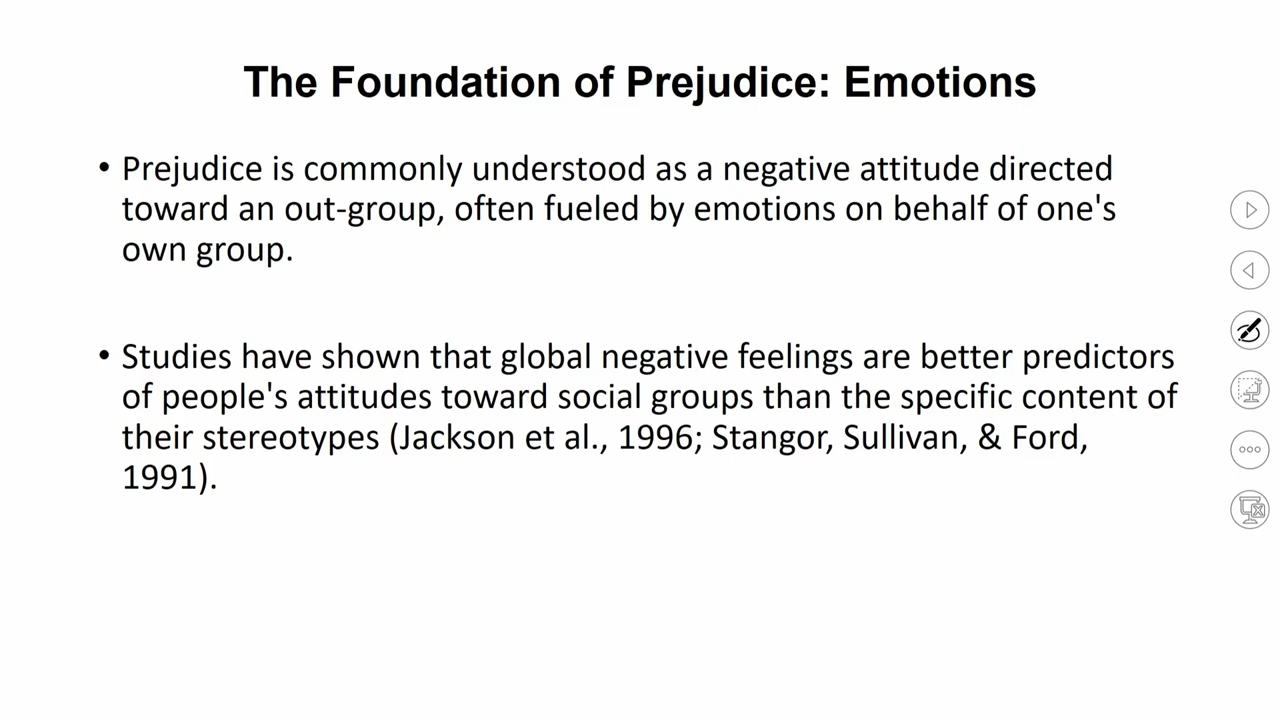 The Foundation of Prejudice: Emotions
• Prejudice is commonly understood as a negative attitude directed
toward an out-group, often fueled by emotions on behalf of one's
own group.
• Studies have shown that global negative feelings are better predictors
of people's attitudes toward social groups than the specific content of
their stereotypes (Jackson et al., 1996; Stangor, Sullivan, & Ford,
1991).